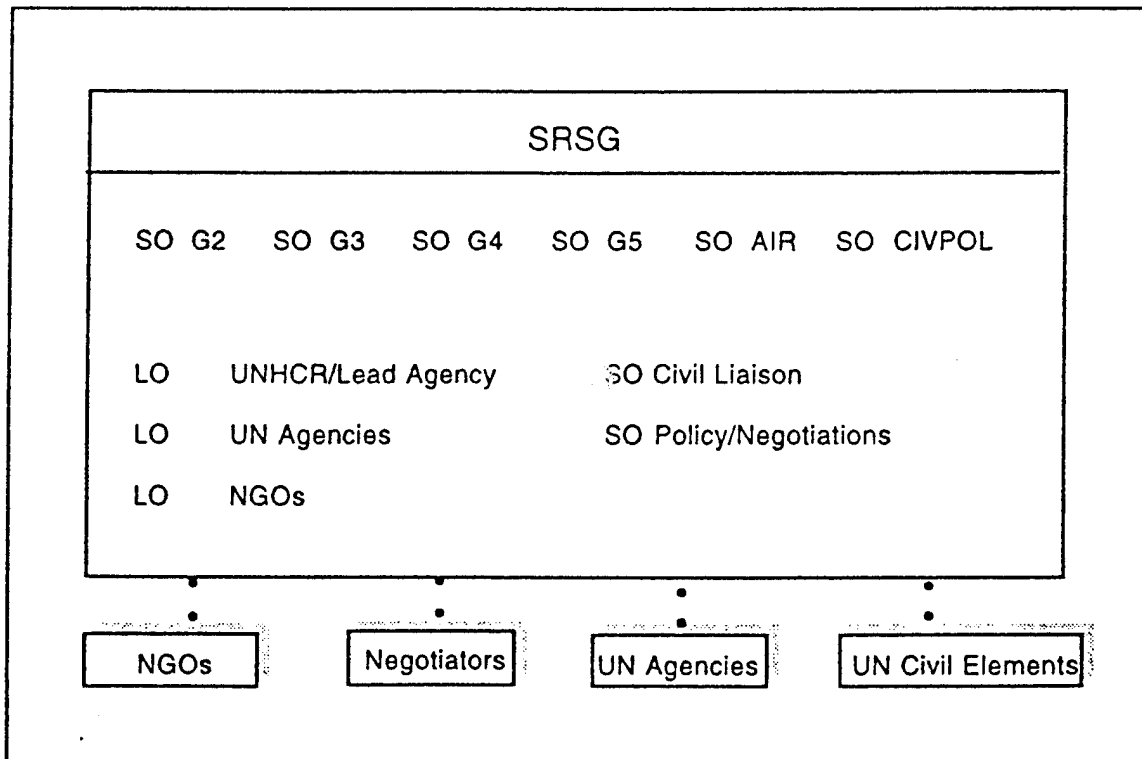 SRSG
SO G2 SO G3 SO G4 SO G5 SO AIR SO CIVPOL
LO UNHCR/Lead Agency SO Civil Liaison
LO UN Agencies SO Policy/Negotiations
LO NGOs
NGOs Negotiators UN Agencies UN Civil Elements